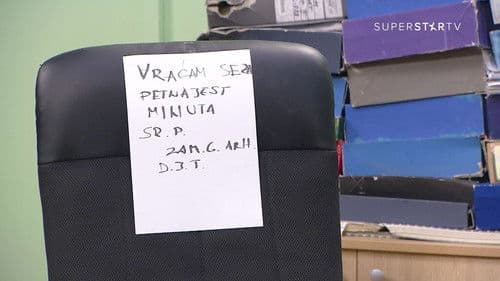 SUPERSTAR TV
VRAĆAM SE ZA
PETNAJEST
MINUTA
SR. P.
ZAM. G. ARH.
D. J. T.